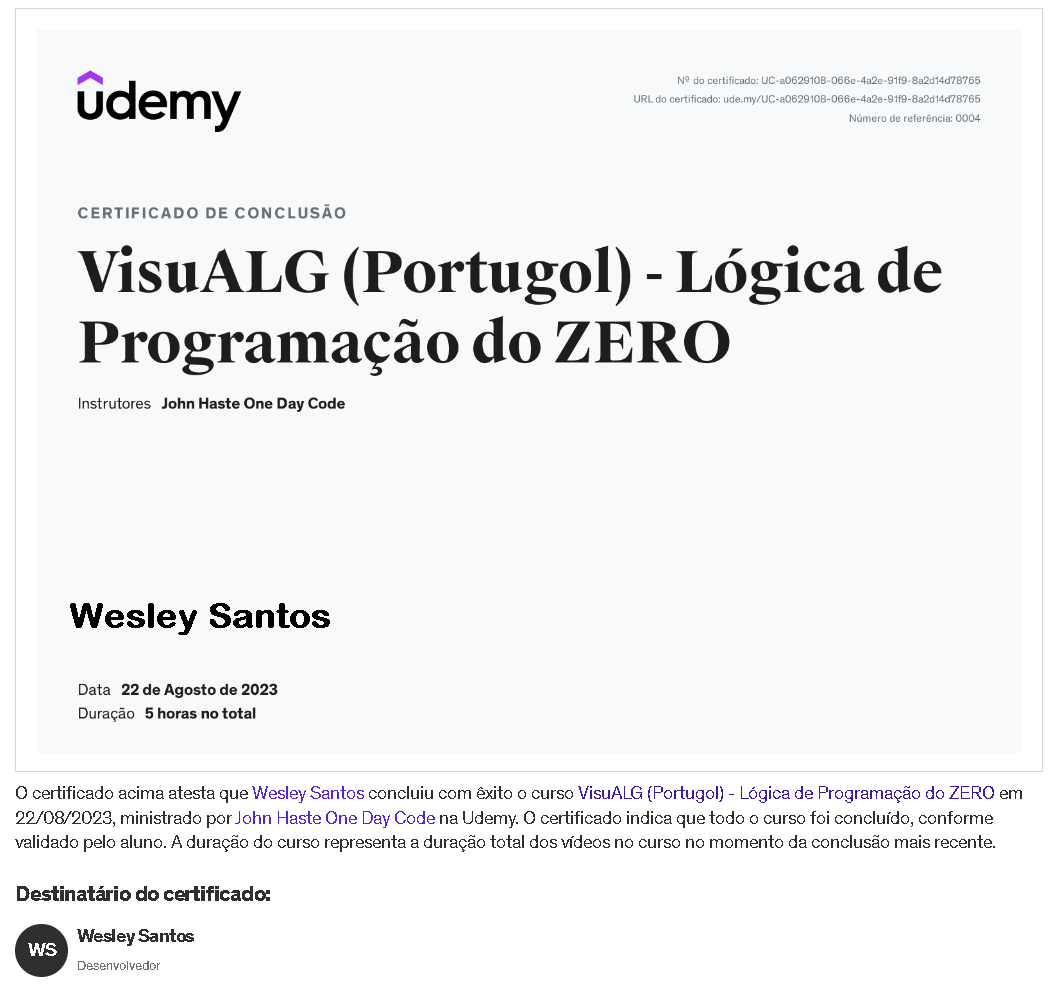 udemy
Nº do certificado: UC-a0629108-066e-4a2e-91f9-8a2d14d78765
URL do certificado: ude.my/UC-a0629108-066e-4a2e-91f9-8a2d14d78765
Número de referência: 0004
CERTIFICADO DE CONCLUSÃO
VisuALG (Portugol) - Lógica de
Programação do ZERO
Instrutores John Haste One Day Code
Wesley Santos
Data 22 de Agosto de 2023
Duração 5 horas no total
O certificado acima atesta que Wesley Santos concluiu com êxito o curso VisuALG (Portugol) - Lógica de Programação do ZERO em
22/08/2023, ministrado por John Haste One Day Code na Udemy. O certificado indica que todo o curso foi concluído, conforme
validado pelo aluno. A duração do curso representa a duração total dos vídeos no curso no momento da conclusão mais recente.
Destinatário do certificado:
WS
Wesley Santos
Desenvolvedor